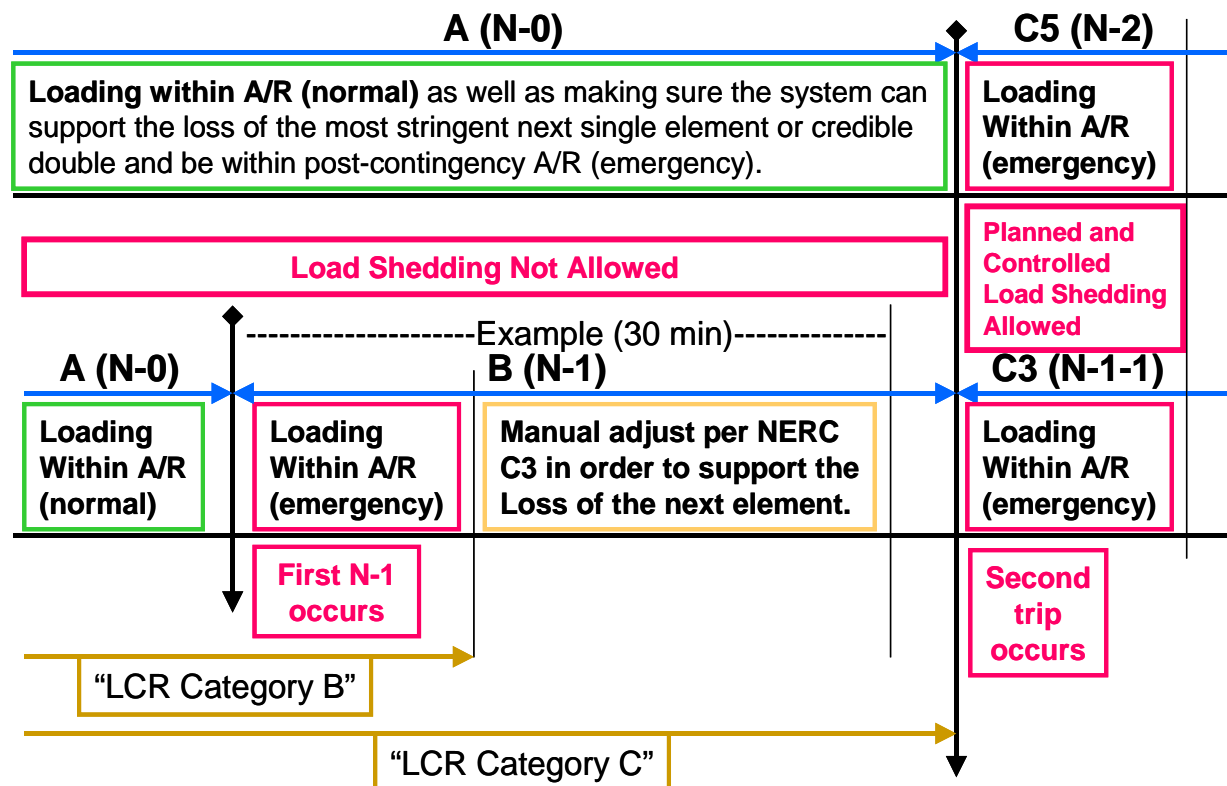 A (N-0)
C5 (N-2)
Loading within A/R (normal) as well as making sure the system can
support the loss of the most stringent next single element or credible
double and be within post-contingency A/R (emergency).
Loading
Within A/R
(emergency)
Load Shedding Not Allowed
Planned and
Controlled
Load Shedding
Allowed
--------------------Example (30 min)--------------
A (N-0)
B (N-1)
C3 (N-1-1)
Loading
Within A/R
(normal)
Loading
Within A/R
(emergency)
Manual adjust per NERC
C3 in order to support the
Loss of the next element.
Loading
Within A/R
(emergency)
First N-1
occurs
Second
trip
occurs
“LCR Category B”
“LCR Category C”